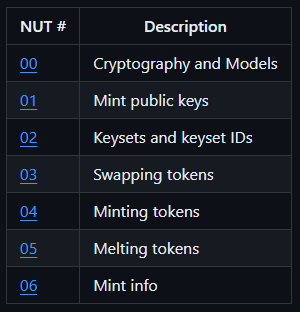 NUT # Description
00 Cryptography and Models
01 Mint public keys
02 Keysets and keyset IDs
03 Swapping tokens
04 Minting tokens
05 Melting tokens
06 Mint info